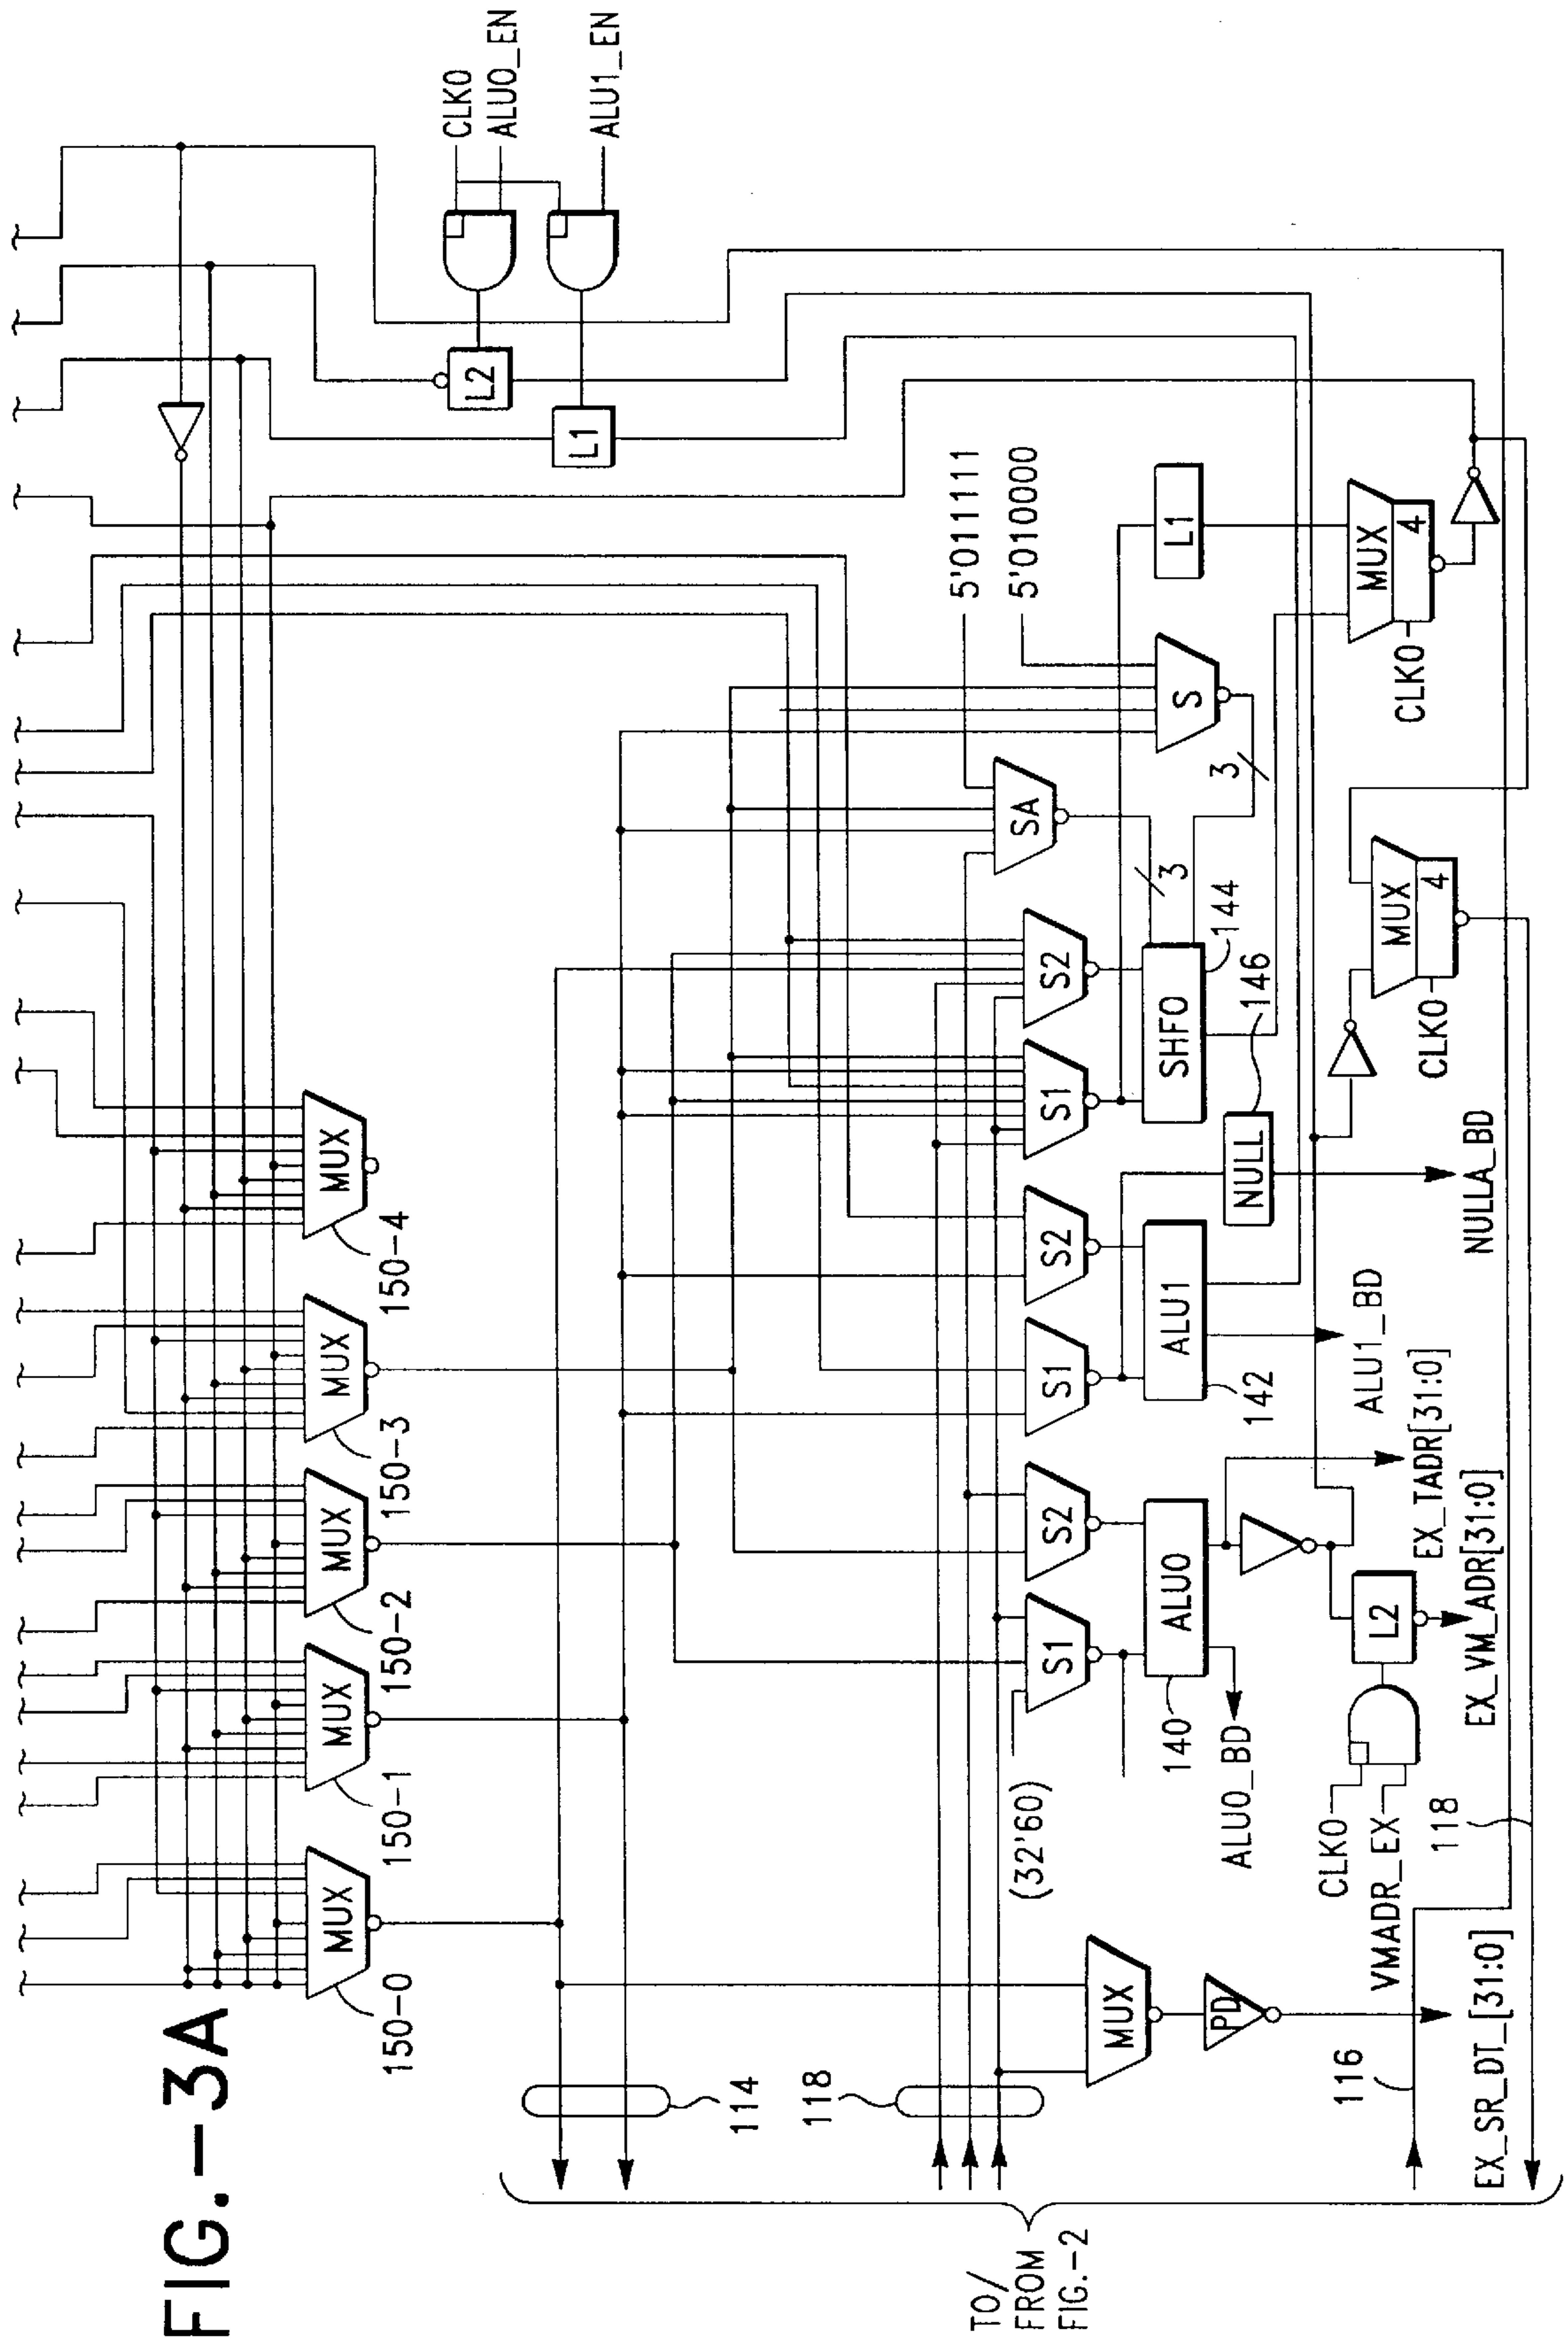 FIG.-3A
MUX
150-0
MUX
150-1
MUX
150-2
MUX
150-3
MUX
150-4
CLK0
ALU0_EN
ALU1_EN
L2
L1
5'011111
5'010000
114
118
TO/
FROM
FIG.-2
MUX
PD
EX_SR_DT_[31:0]
116
(32'60)
S1
S2
ALU0
140
ALU0_BD
CLK0
VMADR_EX
L2
EX_VM_ADR[31:0]
EX_TADR[31:0]
S1
S2
ALU1
142
ALU1_BD
NULL
146
NULLA_BD
S1
S2
SHF0
144
SA
3
S
3
L1
MUX
4
CLK0
MUX
4
CLK0
118